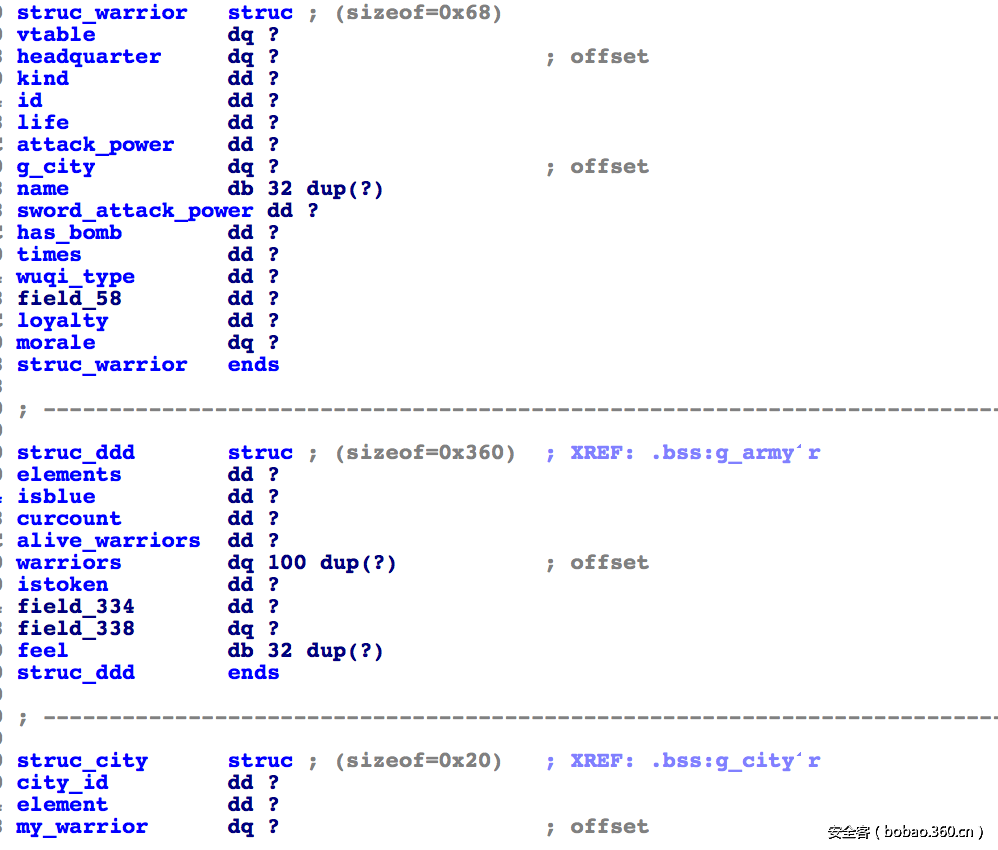 struc_warrior struc ; (sizeof=0x68)
vtable dq ?
headquarter dq ? ; offset
kind dd ?
id dd ?
life dd ?
attack_power dd ?
g_city dq ? ; offset
name db 32 dup(?)
sword_attack_power dd ?
has_bomb dd ?
times dd ?
wuqi_type dd ?
field_58 dd ?
loyalty dd ?
morale dq ?
struc_warrior ends
; ---------------------------------------------------------------------------
struc_ddd struc ; (sizeof=0x360) ; XREF: .bss:g_army↑r
elements dd ?
isblue dd ?
curcount dd ?
alive_warriors dd ?
warriors dq 100 dup(?) ; offset
istoken dd ?
field_334 dd ?
field_338 dq ?
feel db 32 dup(?)
struc_ddd ends
; ---------------------------------------------------------------------------
struc_city struc ; (sizeof=0x20) ; XREF: .bss:g_city↑r
city_id dd ?
element dd ?
my_warrior dq ? ; offset
安全客（bobao.360.cn）